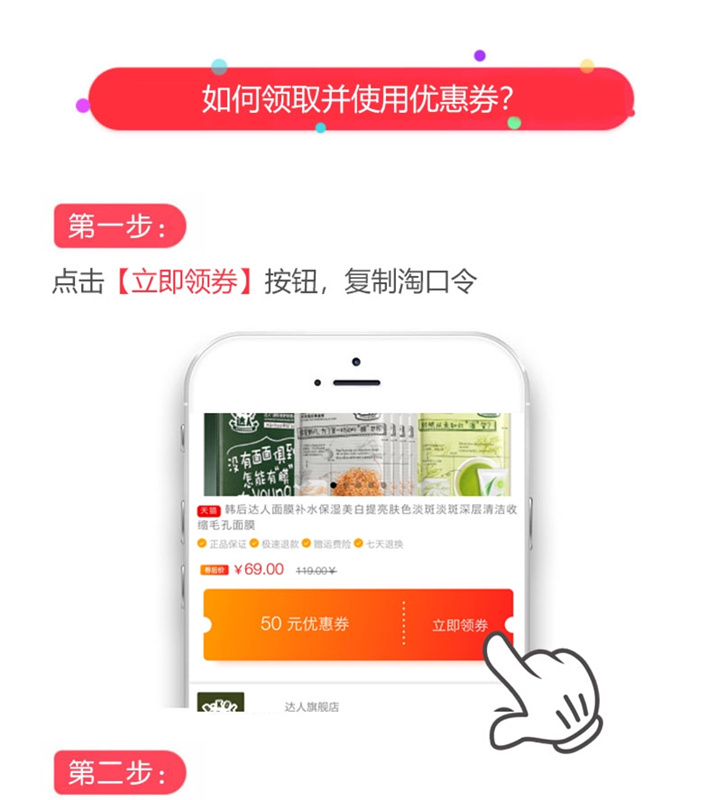 如何领取并使用优惠券?
第一步:
点击【立即领券】按钮，复制淘口令
没有面面俱到
怎能有"膜"
天猫 韩后达人面膜补水保湿美白提亮肤色淡斑淡斑深层清洁收
缩毛孔面膜
正品保证 极速退款 赠运费险 七天退换
券后价 ¥69.00 119.00¥
50 元优惠券 立即领券
达人旗舰店
第二步: